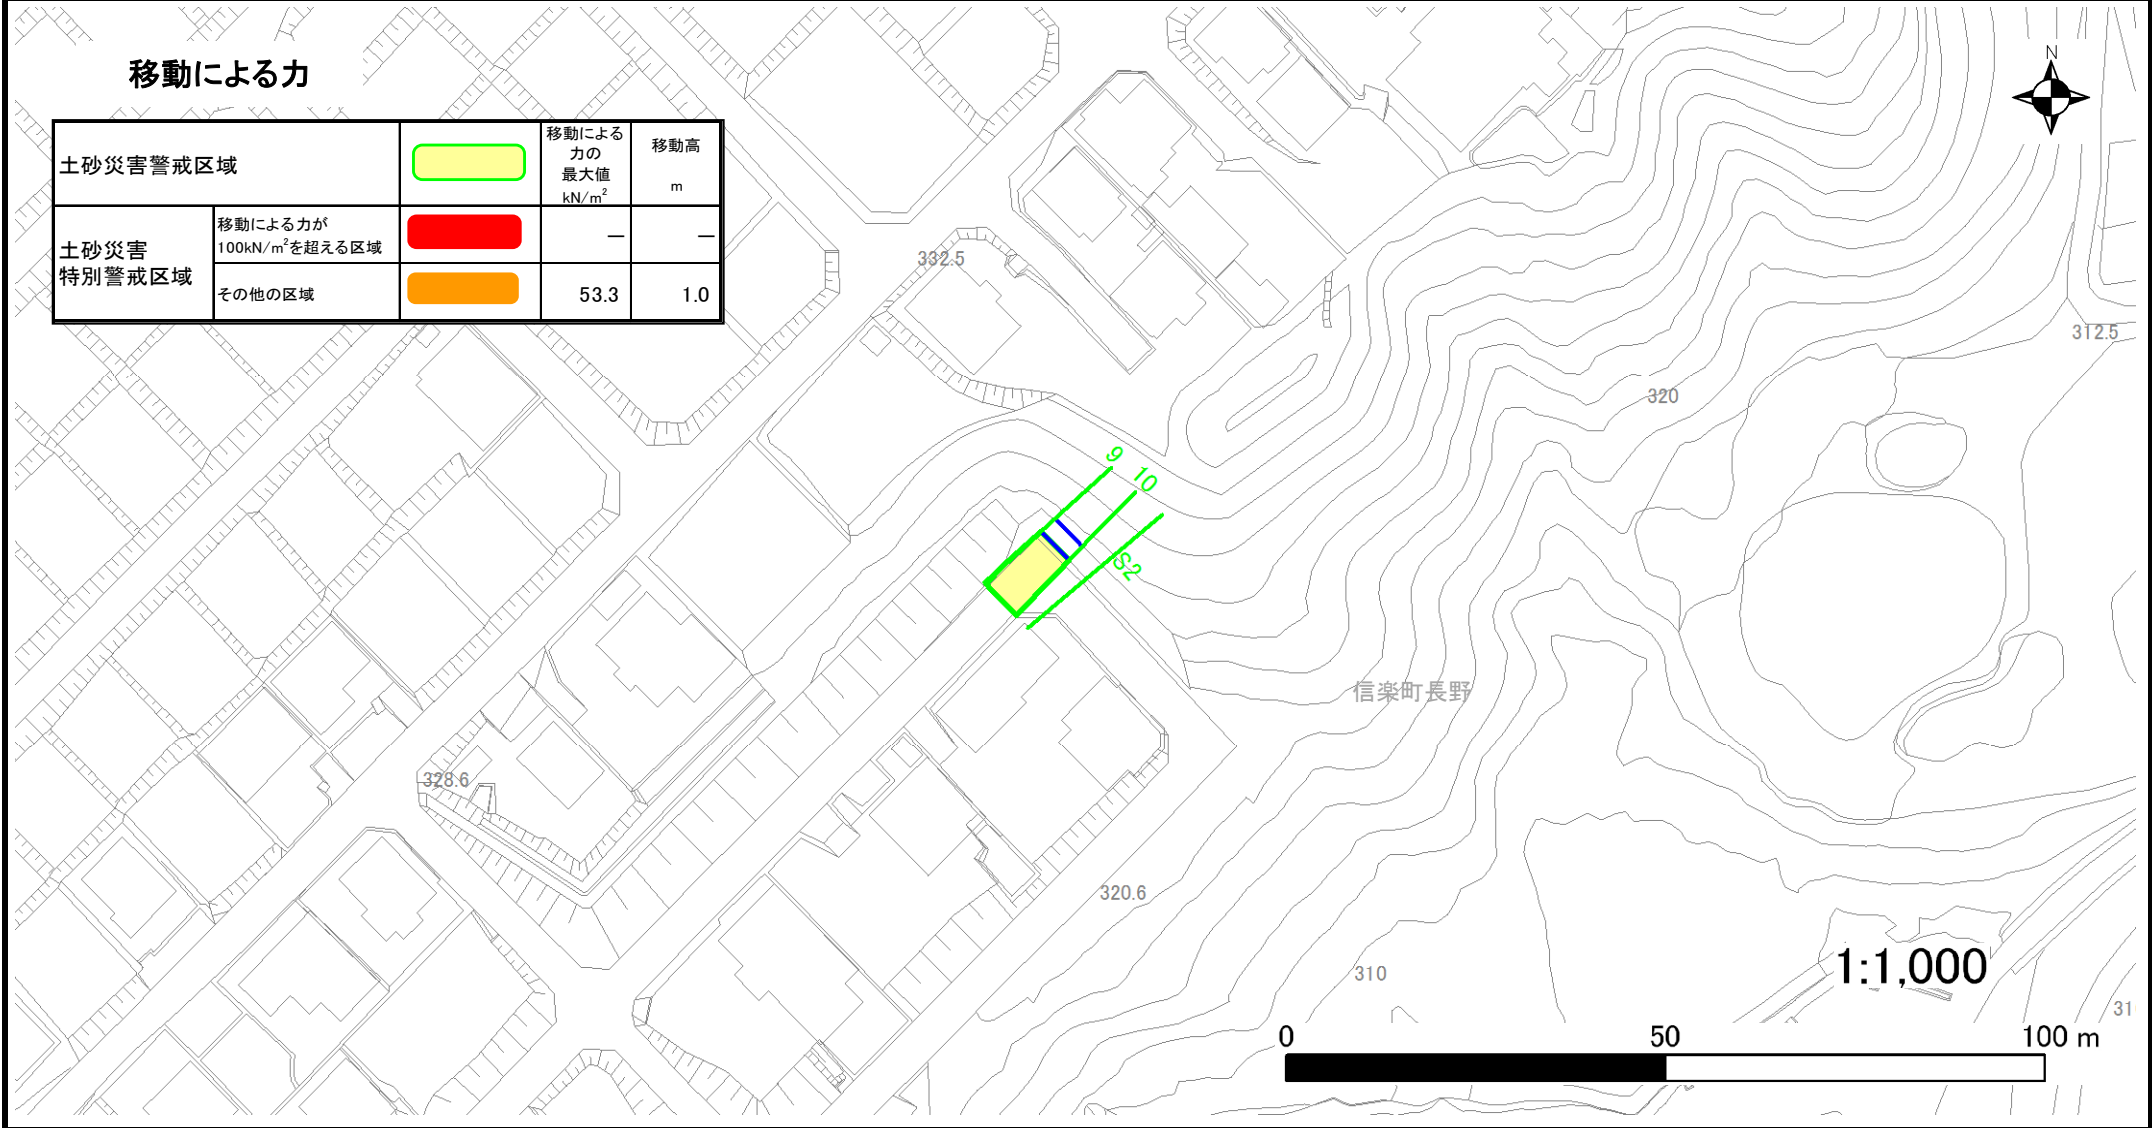 移動による力
N
土砂災害警戒区域
移動による
力の
最大値
kN/m²
移動高
m
土砂災害
特別警戒区域
移動による力が
100kN/m²を超える区域
—
—
その他の区域
53.3
1.0
332.5
312.5
320
9
10
S2
信楽町長野
328.6
320.6
310
31
1:1,000
0
50
100 m